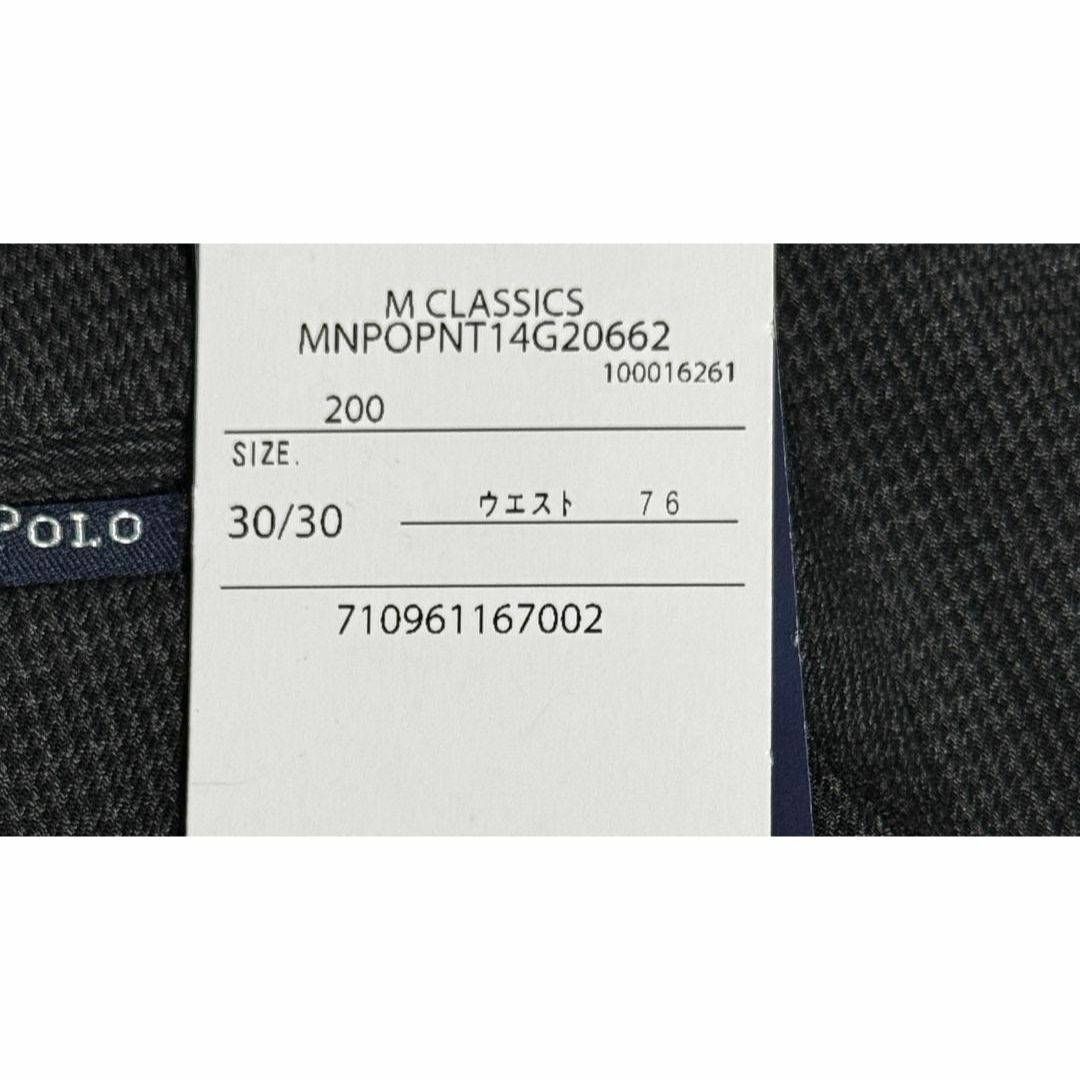 M CLASSICS
MNPOPNT14G20662
100016261
200
SIZE.
30/30 ウエスト 76
710961167002
POLO